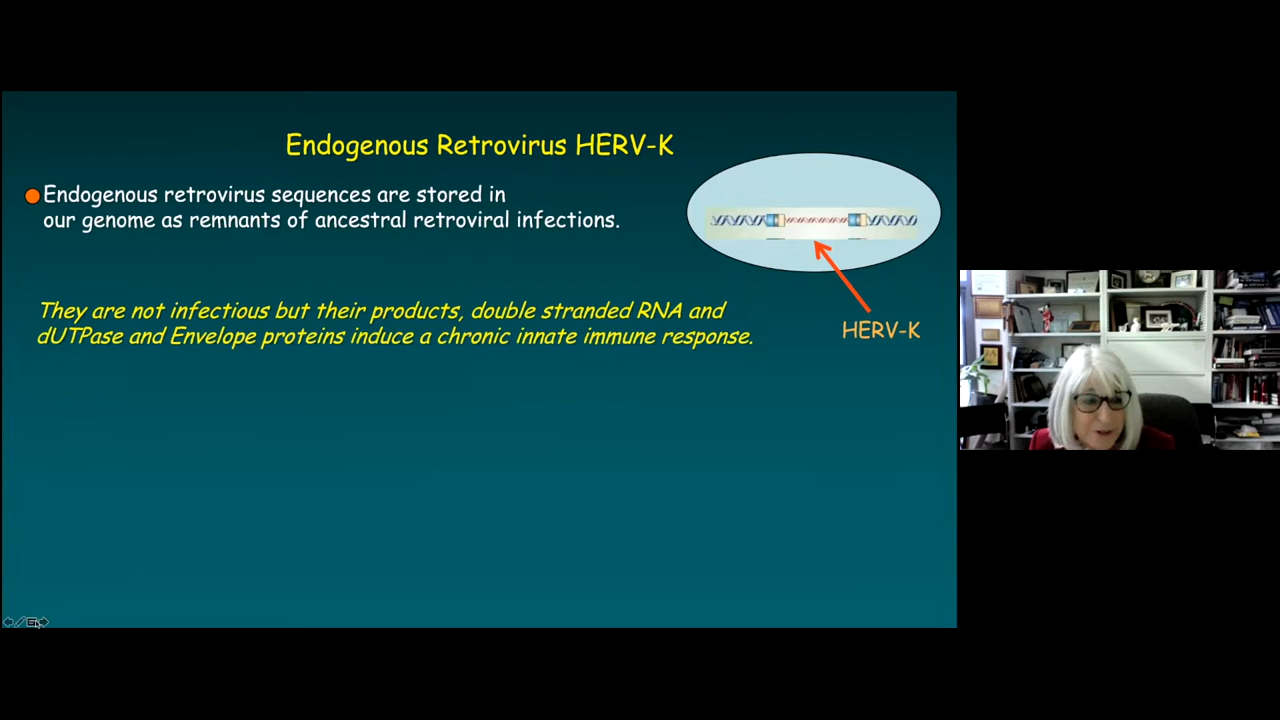 Endogenous Retrovirus HERV-K
Endogenous retrovirus sequences are stored in
our genome as remnants of ancestral retroviral infections.
They are not infectious but their products, double stranded RNA and
dUTPase and Envelope proteins induce a chronic innate immune response.
HERV-K